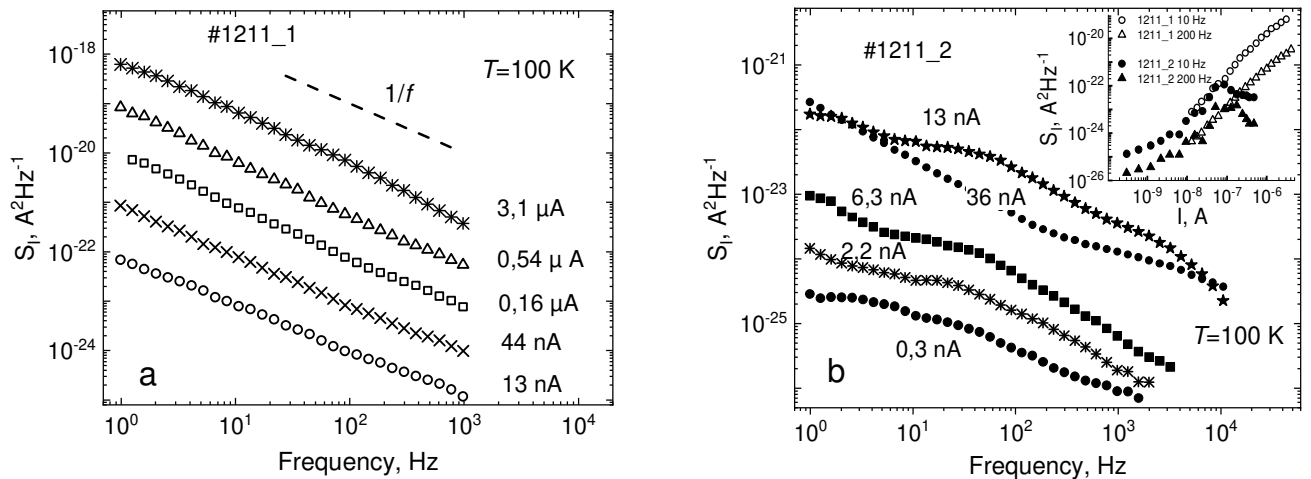 #1211_1
T=100 K
1/f
3,1 µA
0,54 µ A
0,16 µA
44 nA
13 nA
a
S_I, A²Hz⁻¹
10⁻¹⁸
10⁻²⁰
10⁻²²
10⁻²⁴
10⁰ 10¹ 10² 10³ 10⁴
Frequency, Hz
#1211_2
13 nA
6,3 nA
36 nA
2,2 nA
0,3 nA
T=100 K
b
S_I, A²Hz⁻¹
10⁻²¹
10⁻²³
10⁻²⁵
10⁰ 10¹ 10² 10³ 10⁴
Frequency, Hz
1211_1 10 Hz
1211_1 200 Hz
1211_2 10 Hz
1211_2 200 Hz
S_I, A²Hz⁻¹
10⁻²⁰
10⁻²²
10⁻²⁴
10⁻²⁶
10⁻⁹ 10⁻⁸ 10⁻⁷ 10⁻⁶
I, A